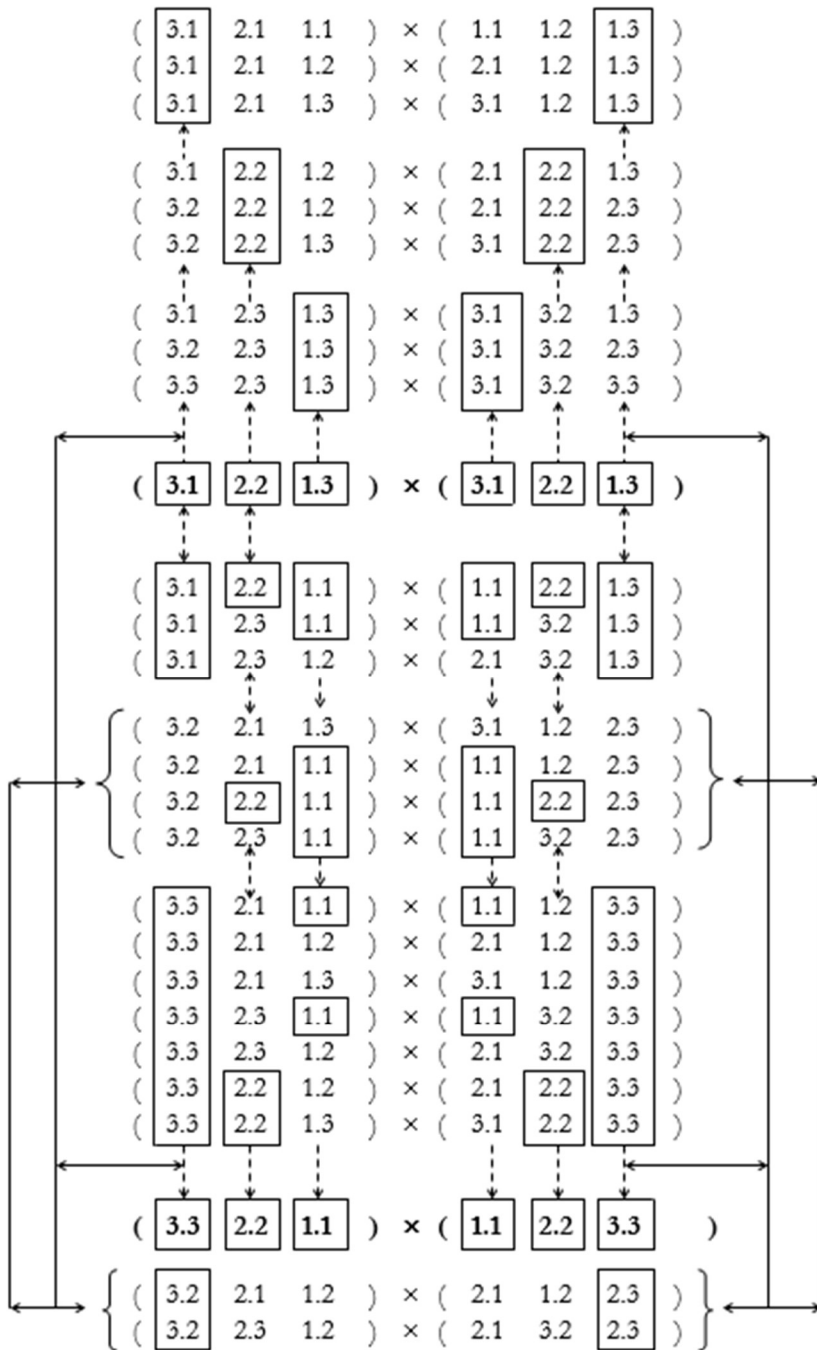 ( 3.1 2.1 1.1 ) × ( 1.1 1.2 1.3 )
( 3.1 2.1 1.2 ) × ( 2.1 1.2 1.3 )
( 3.1 2.1 1.3 ) × ( 3.1 1.2 1.3 )
( 3.1 2.2 1.2 ) × ( 2.1 2.2 1.3 )
( 3.2 2.2 1.2 ) × ( 2.1 2.2 2.3 )
( 3.2 2.2 1.3 ) × ( 3.1 2.2 2.3 )
( 3.1 2.3 1.3 ) × ( 3.1 3.2 1.3 )
( 3.2 2.3 1.3 ) × ( 3.1 3.2 2.3 )
( 3.3 2.3 1.3 ) × ( 3.1 3.2 3.3 )
( 3.1 2.2 1.3 ) × ( 3.1 2.2 1.3 )
( 3.1 2.2 1.1 ) × ( 1.1 2.2 1.3 )
( 3.1 2.3 1.1 ) × ( 1.1 3.2 1.3 )
( 3.1 2.3 1.2 ) × ( 2.1 3.2 1.3 )
( 3.2 2.1 1.3 ) × ( 3.1 1.2 2.3 )
( 3.2 2.1 1.1 ) × ( 1.1 1.2 2.3 )
( 3.2 2.2 1.1 ) × ( 1.1 2.2 2.3 )
( 3.2 2.3 1.1 ) × ( 1.1 3.2 2.3 )
( 3.3 2.1 1.1 ) × ( 1.1 1.2 3.3 )
( 3.3 2.1 1.2 ) × ( 2.1 1.2 3.3 )
( 3.3 2.1 1.3 ) × ( 3.1 1.2 3.3 )
( 3.3 2.3 1.1 ) × ( 1.1 3.2 3.3 )
( 3.3 2.3 1.2 ) × ( 2.1 3.2 3.3 )
( 3.3 2.2 1.2 ) × ( 2.1 2.2 3.3 )
( 3.3 2.2 1.3 ) × ( 3.1 2.2 3.3 )
( 3.3 2.2 1.1 ) × ( 1.1 2.2 3.3 )
( 3.2 2.1 1.2 ) × ( 2.1 1.2 2.3 )
( 3.2 2.3 1.2 ) × ( 2.1 3.2 2.3 )